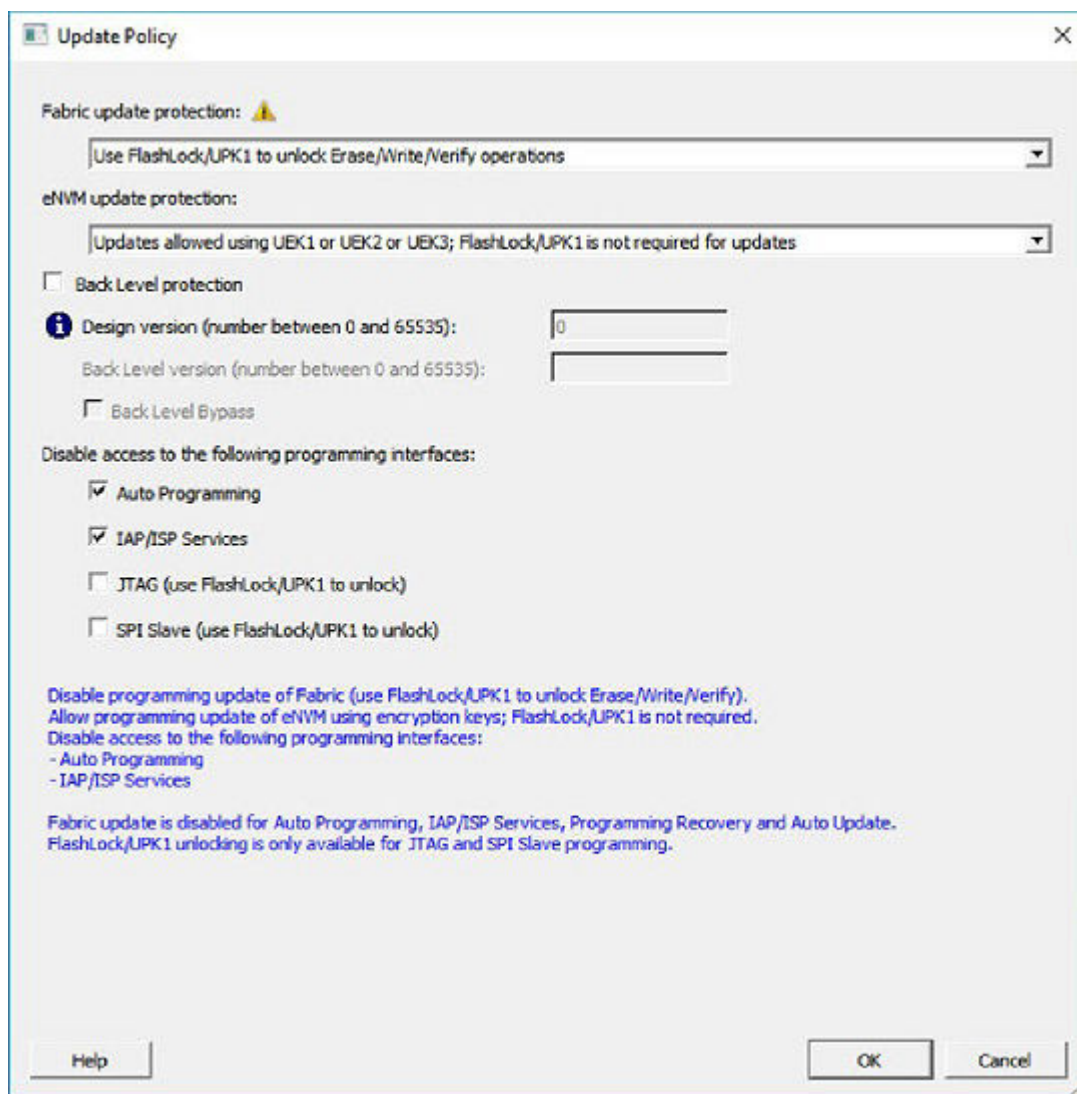 Update Policy
Fabric update protection:
Use FlashLock/UPK1 to unlock Erase/Write/Verify operations
eNVM update protection:
Updates allowed using UEK1 or UEK2 or UEK3; FlashLock/UPK1 is not required for updates
Back Level protection
Design version (number between 0 and 65535):
0
Back Level version (number between 0 and 65535):
Back Level Bypass
Disable access to the following programming interfaces:
Auto Programming
IAP/ISP Services
JTAG (use FlashLock/UPK1 to unlock)
SPI Slave (use FlashLock/UPK1 to unlock)
Disable programming update of Fabric (use FlashLock/UPK1 to unlock Erase/Write/Verify).
Allow programming update of eNVM using encryption keys; FlashLock/UPK1 is not required.
Disable access to the following programming interfaces:
- Auto Programming
- IAP/ISP Services
Fabric update is disabled for Auto Programming, IAP/ISP Services, Programming Recovery and Auto Update.
FlashLock/UPK1 unlocking is only available for JTAG and SPI Slave programming.
Help
OK
Cancel